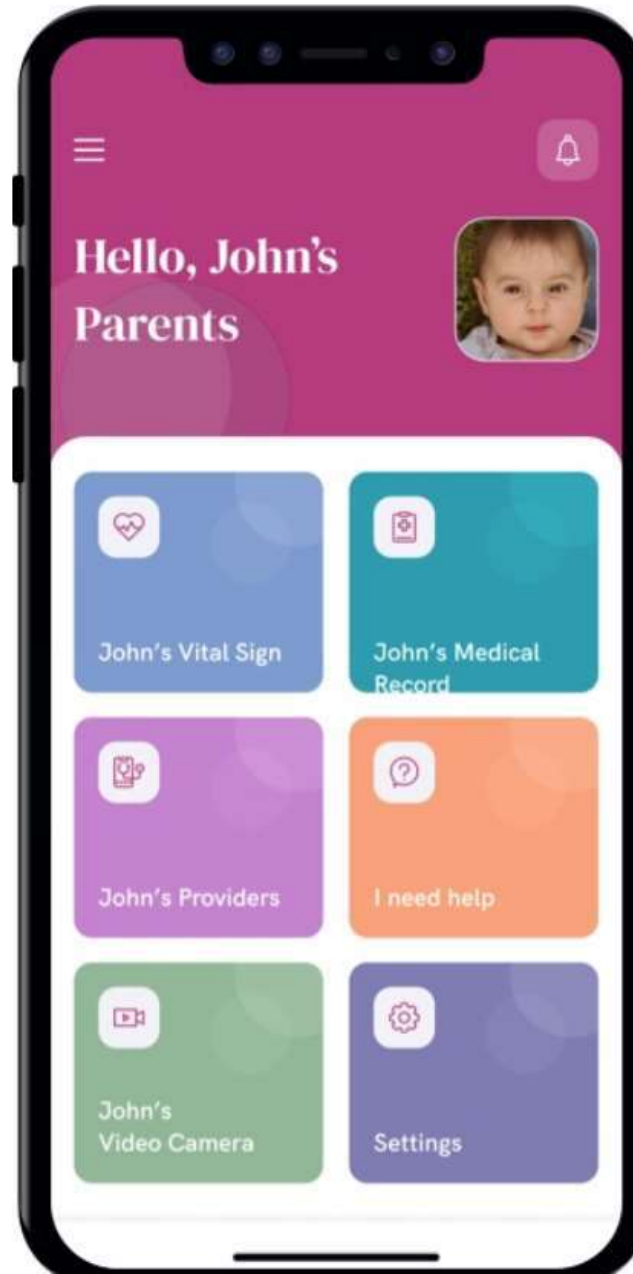 Hello, John's
Parents
John's Vital Sign
John's Medical
Record
John's Providers
I need help
John's
Video Camera
Settings